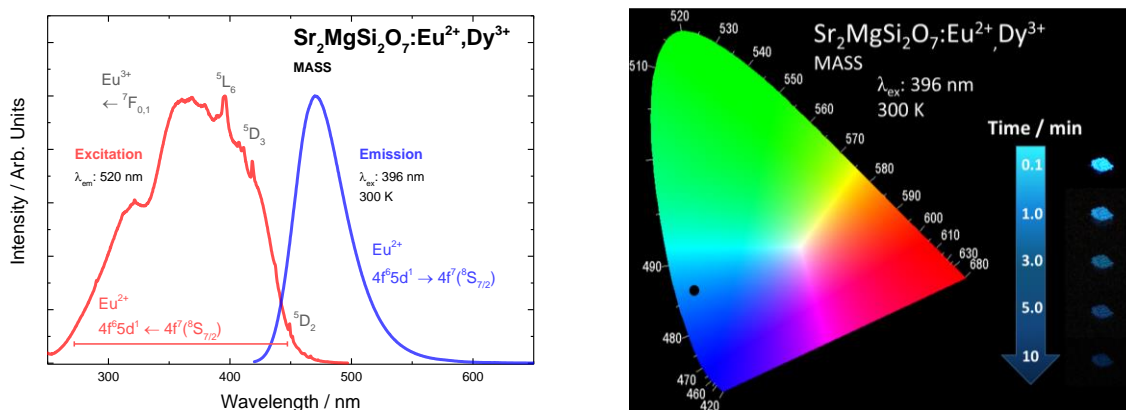 Sr₂MgSi₂O₇:Eu²⁺,Dy³⁺
MASS
Eu³⁺
← ⁷F₀,₁
⁵L₆
⁵D₃
Excitation
λem: 520 nm
Emission
λex: 396 nm
300 K
Eu²⁺
4f⁶5d¹ → 4f⁷(⁸S₇/₂)
Eu²⁺
4f⁶5d¹ ← 4f⁷(⁸S₇/₂)
⁵D₂
Intensity / Arb. Units
300 400 500 600
Wavelength / nm
Sr₂MgSi₂O₇:Eu²⁺,Dy³⁺
MASS
λex: 396 nm
300 K
520
530
510
540
550
560
570
580
590
600
610
630
680
490
480
470
460
420
Time / min
0.1
1.0
3.0
5.0
10